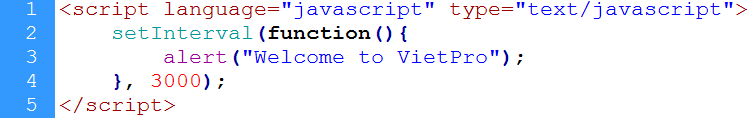 1 <script language="javascript" type="text/javascript">
2     setInterval(function(){
3         alert("Welcome to VietPro");
4     }, 3000);
5 </script>